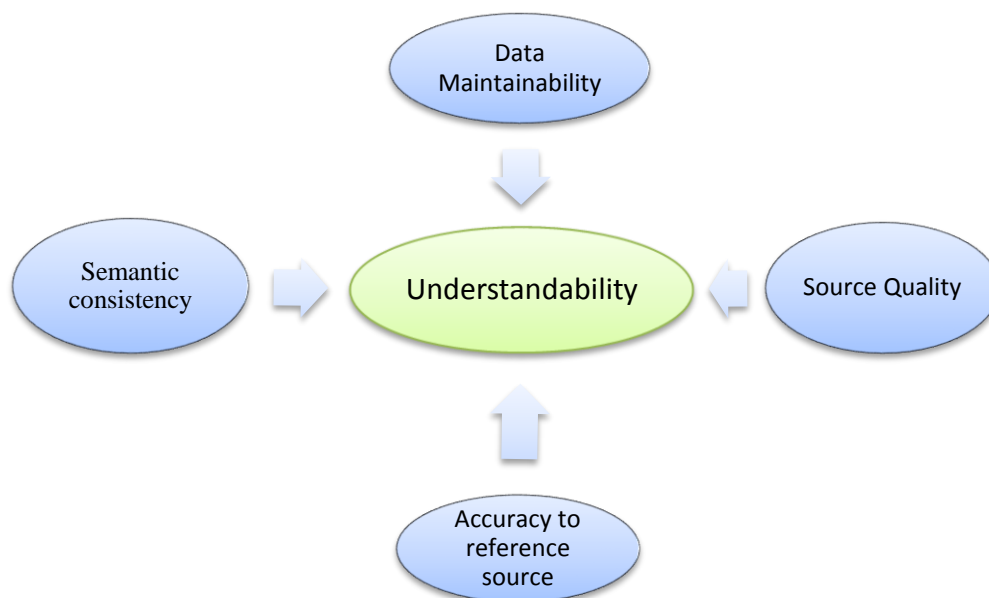 Data
Maintainability
Semantic
consistency
Understandability
Source Quality
Accuracy to
reference
source